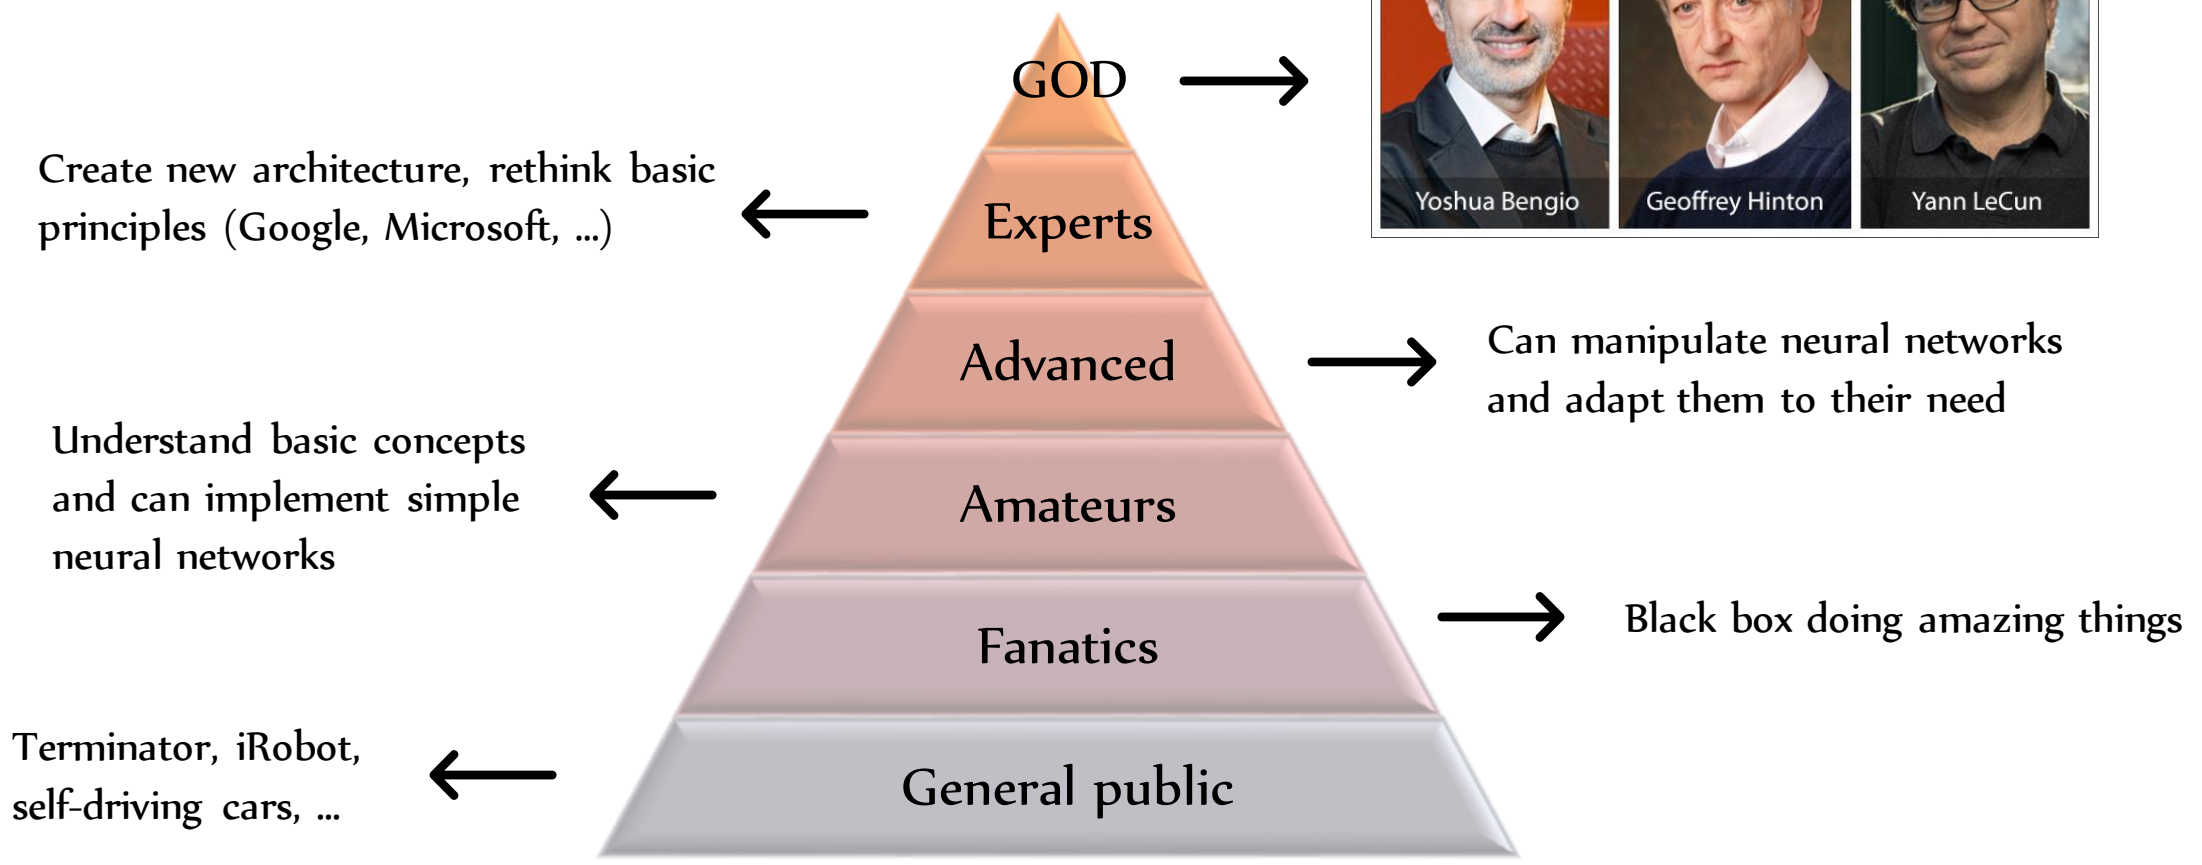 GOD
Yoshua Bengio
Geoffrey Hinton
Yann LeCun
Create new architecture, rethink basic
principles (Google, Microsoft, ...)
Experts
Advanced
Can manipulate neural networks
and adapt them to their need
Understand basic concepts
and can implement simple
neural networks
Amateurs
Fanatics
Black box doing amazing things
Terminator, iRobot,
self-driving cars, ...
General public